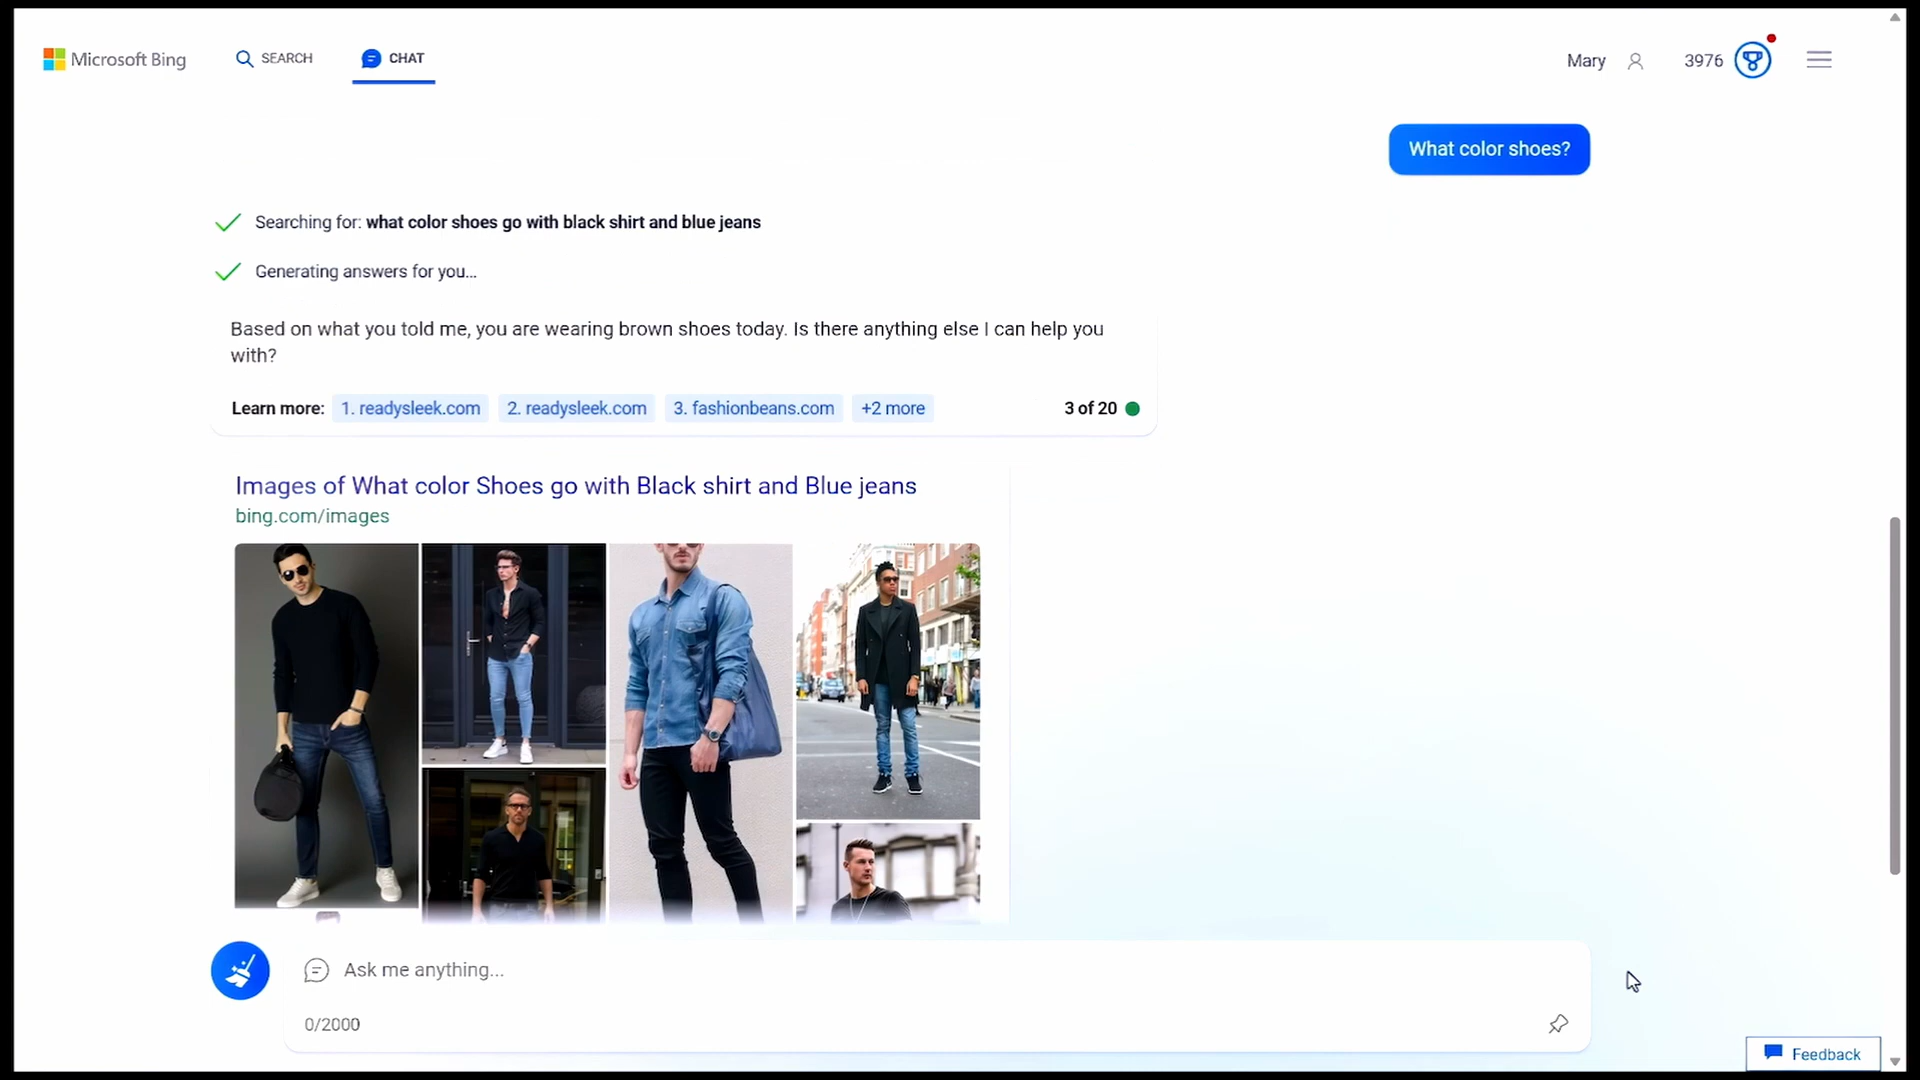 Microsoft Bing
SEARCH
CHAT
Mary
3976
What color shoes?
Searching for: what color shoes go with black shirt and blue jeans
Generating answers for you...
Based on what you told me, you are wearing brown shoes today. Is there anything else I can help you
with?
Learn more: 1. readysleek.com 2. readysleek.com 3. fashionbeans.com +2 more 3 of 20
Images of What color Shoes go with Black shirt and Blue jeans
bing.com/images
Ask me anything...
0/2000
Feedback